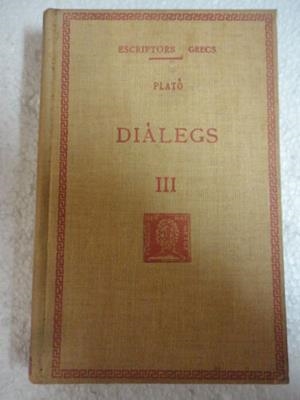 ESCRIPTORS GRECS
PLATÓ
DIÀLEGS
III